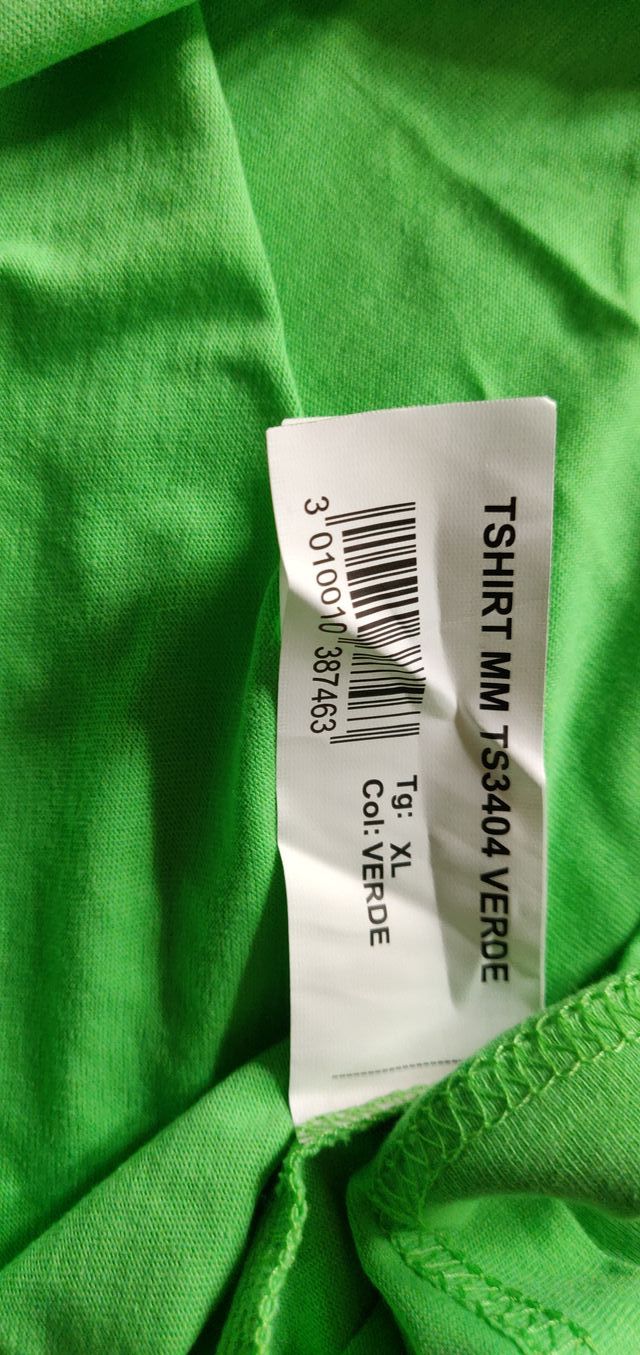 TSHIRT MM TS3404 VERDE
3 010010 387463
Tg: XL
Col: VERDE